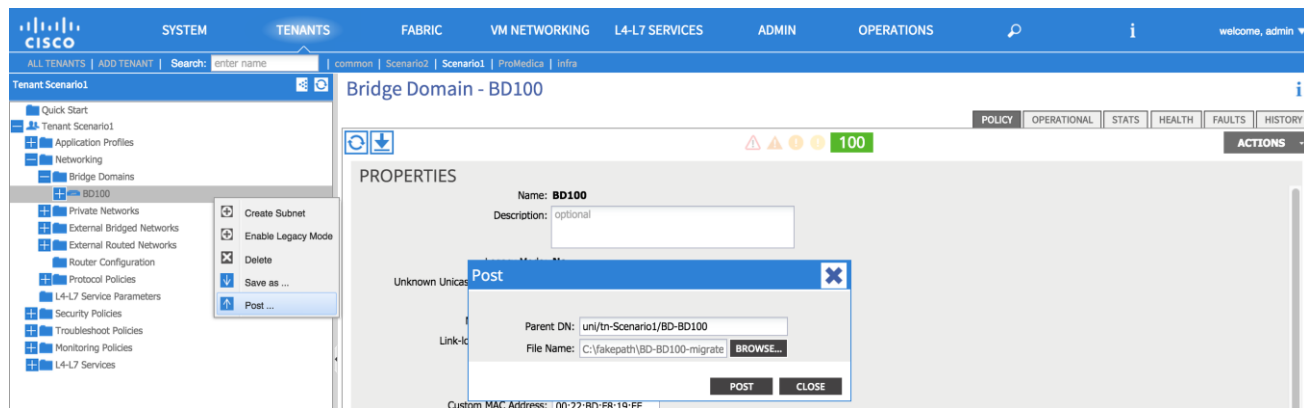 CISCO SYSTEM TENANTS FABRIC VM NETWORKING L4-L7 SERVICES ADMIN OPERATIONS i welcome, admin
ALL TENANTS | ADD TENANT | Search: enter name | common | Scenario2 | Scenario1 | ProMedica | infra
Tenant Scenario1
Quick Start
Tenant Scenario1
Application Profiles
Networking
Bridge Domains
BD100
Private Networks
External Bridged Networks
External Routed Networks
Router Configuration
Protocol Policies
L4-L7 Service Parameters
Security Policies
Troubleshoot Policies
Monitoring Policies
L4-L7 Services
Create Subnet
Enable Legacy Mode
Delete
Save as ...
Post ...
Bridge Domain - BD100 i
POLICY OPERATIONAL STATS HEALTH FAULTS HISTORY
100 ACTIONS
PROPERTIES
Name: BD100
Description: optional
Unknown Unicas
Link-lo
Post
Parent DN: uni/tn-Scenario1/BD-BD100
File Name: C:\fakepath\BD-BD100-migrate BROWSE...
POST CLOSE
Custom MAC Address: 00:22:BD:F8:19:FF